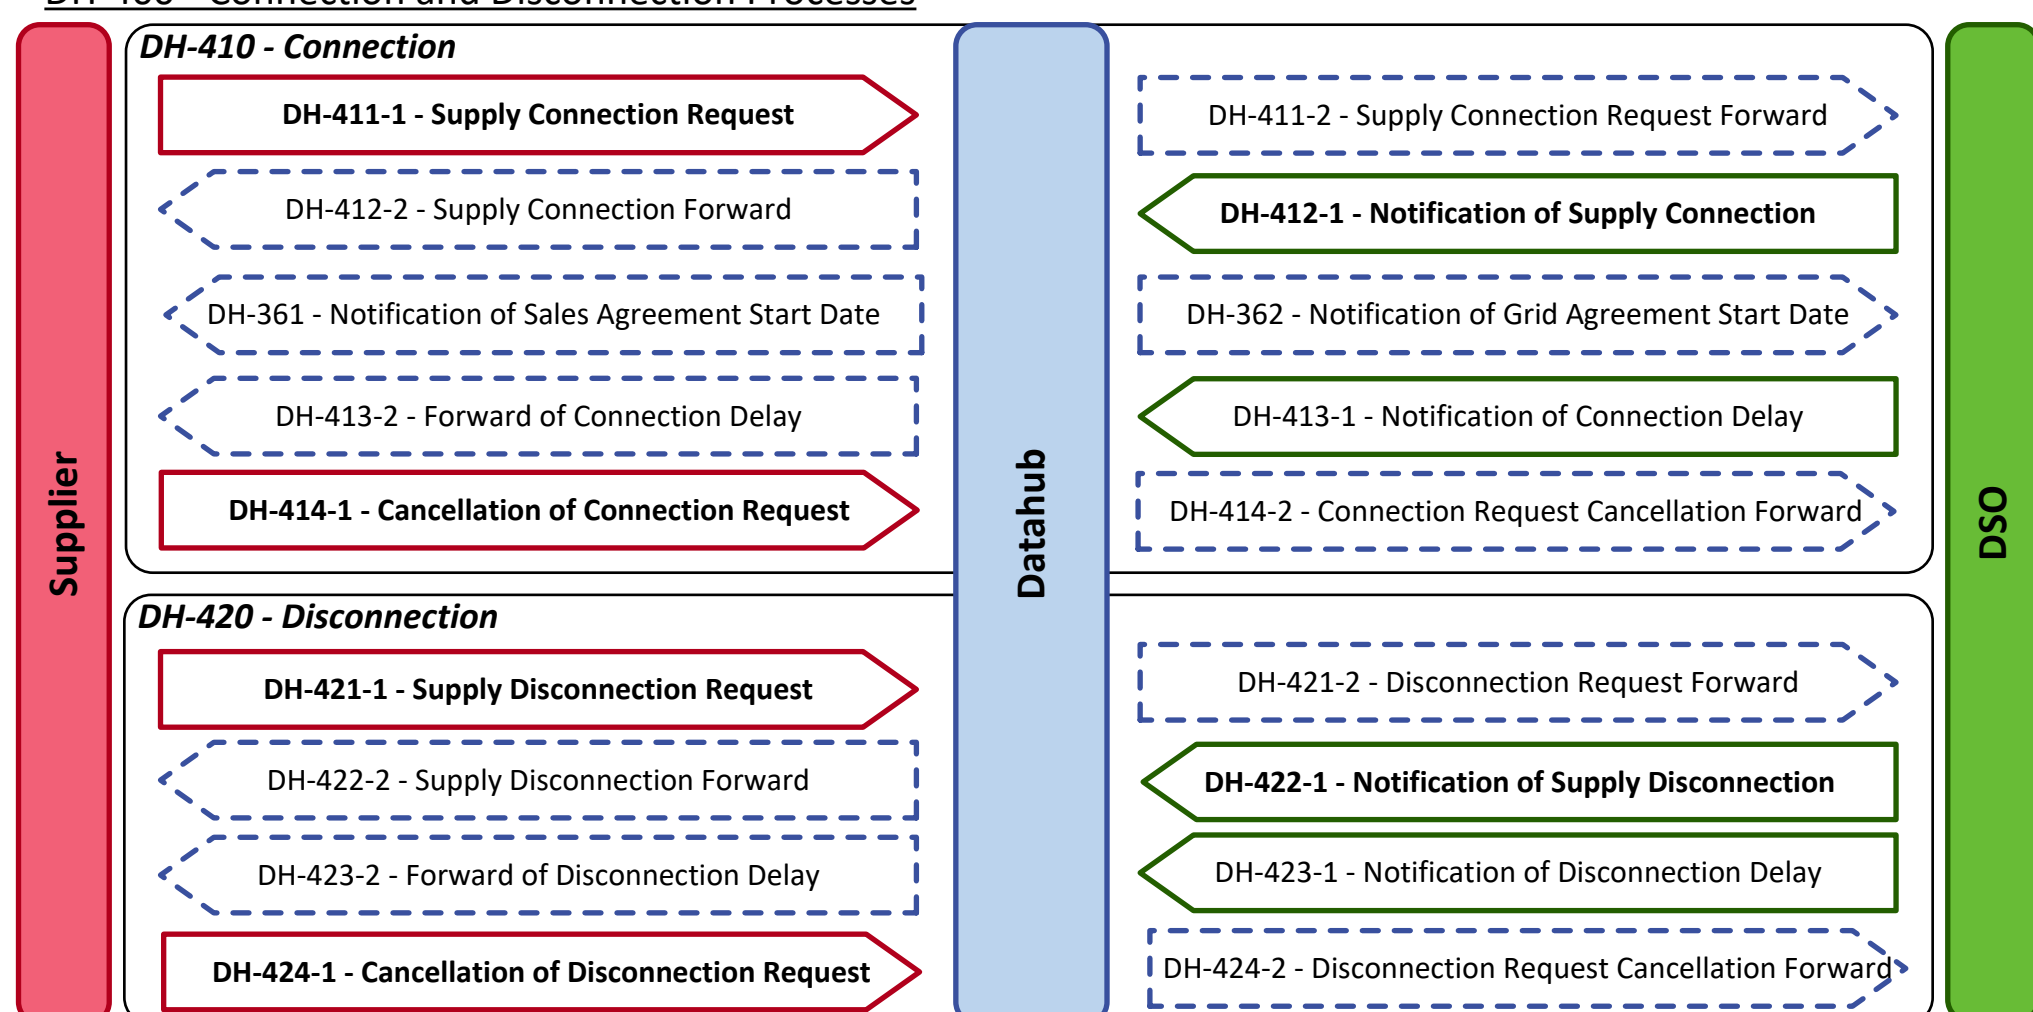 DH-400 - Connection and Disconnection Processes
Supplier
DH-410 - Connection
DH-411-1 - Supply Connection Request
DH-412-2 - Supply Connection Forward
DH-361 - Notification of Sales Agreement Start Date
DH-413-2 - Forward of Connection Delay
DH-414-1 - Cancellation of Connection Request
Datahub
DH-411-2 - Supply Connection Request Forward
DH-412-1 - Notification of Supply Connection
DH-362 - Notification of Grid Agreement Start Date
DH-413-1 - Notification of Connection Delay
DH-414-2 - Connection Request Cancellation Forward
DSO
DH-420 - Disconnection
DH-421-1 - Supply Disconnection Request
DH-422-2 - Supply Disconnection Forward
DH-423-2 - Forward of Disconnection Delay
DH-424-1 - Cancellation of Disconnection Request
DH-421-2 - Disconnection Request Forward
DH-422-1 - Notification of Supply Disconnection
DH-423-1 - Notification of Disconnection Delay
DH-424-2 - Disconnection Request Cancellation Forward